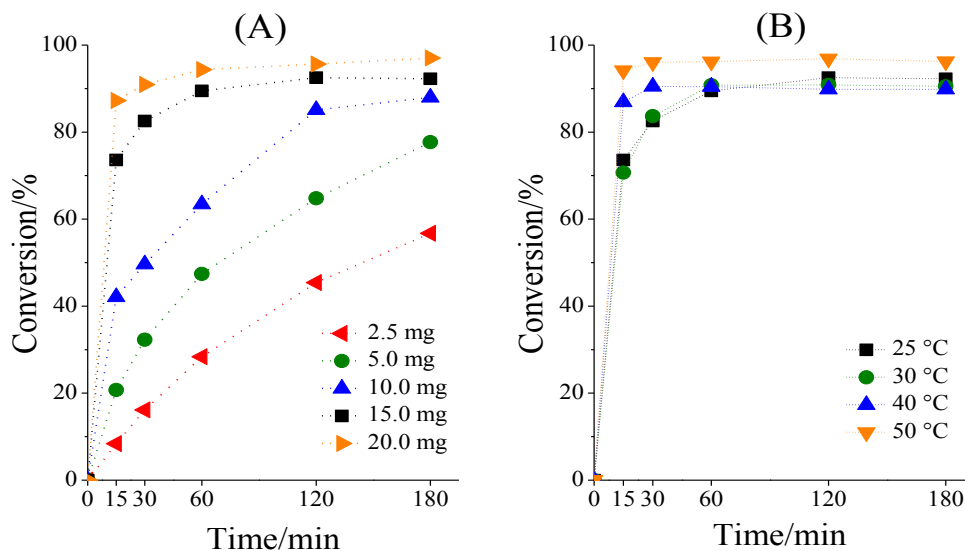 (A)
Conversion/%
100
80
60
40
20
0
0 15 30 60 120 180
Time/min
2.5 mg
5.0 mg
10.0 mg
15.0 mg
20.0 mg
(B)
Conversion/%
100
80
60
40
20
0
0 15 30 60 120 180
Time/min
25 °C
30 °C
40 °C
50 °C